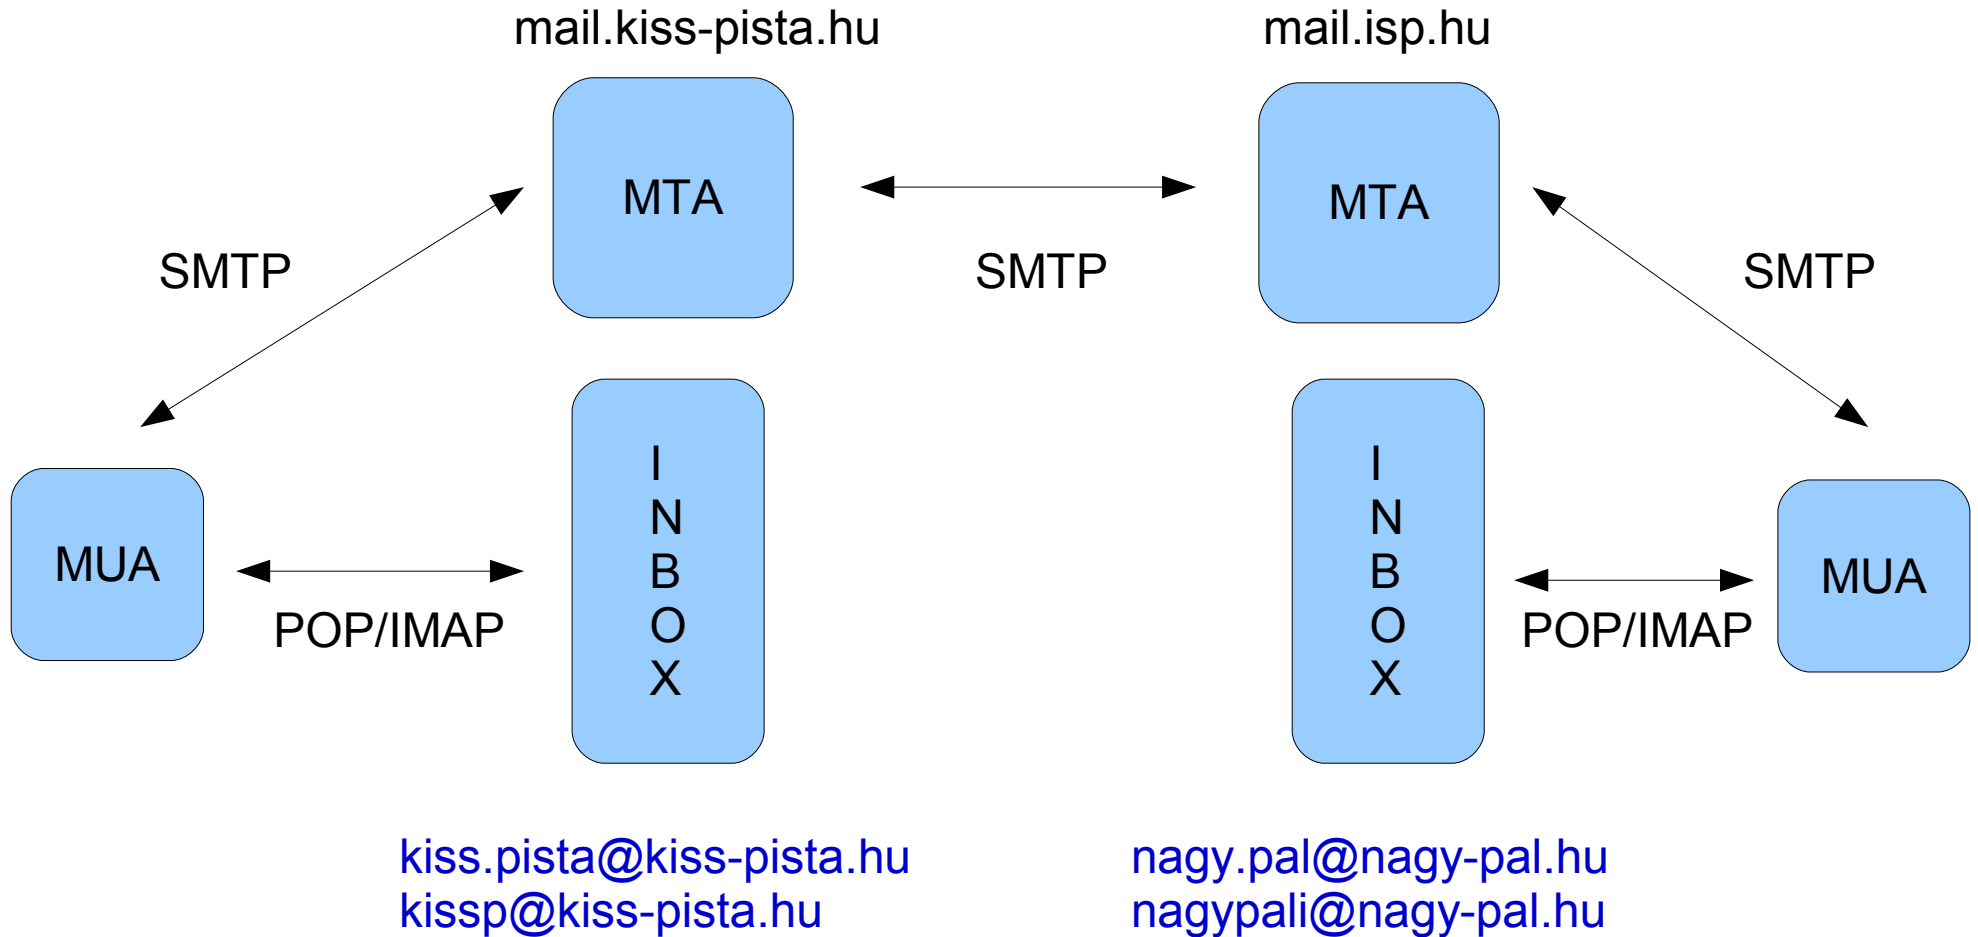 mail.kiss-pista.hu
mail.isp.hu
MTA
MTA
SMTP
SMTP
SMTP
I
N
B
O
X
I
N
B
O
X
MUA
MUA
POP/IMAP
POP/IMAP
kiss.pista@kiss-pista.hu
kissp@kiss-pista.hu
nagy.pal@nagy-pal.hu
nagypali@nagy-pal.hu